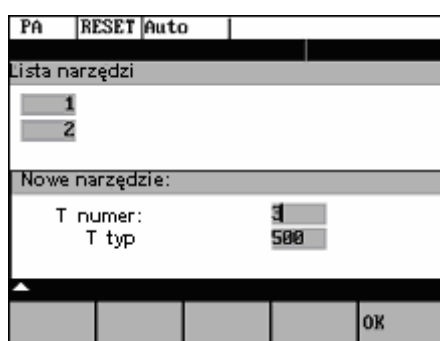 PA RESET Auto
Lista narzędzi
1
2
Nowe narzędzie:
T numer: 3
T typ 500
OK